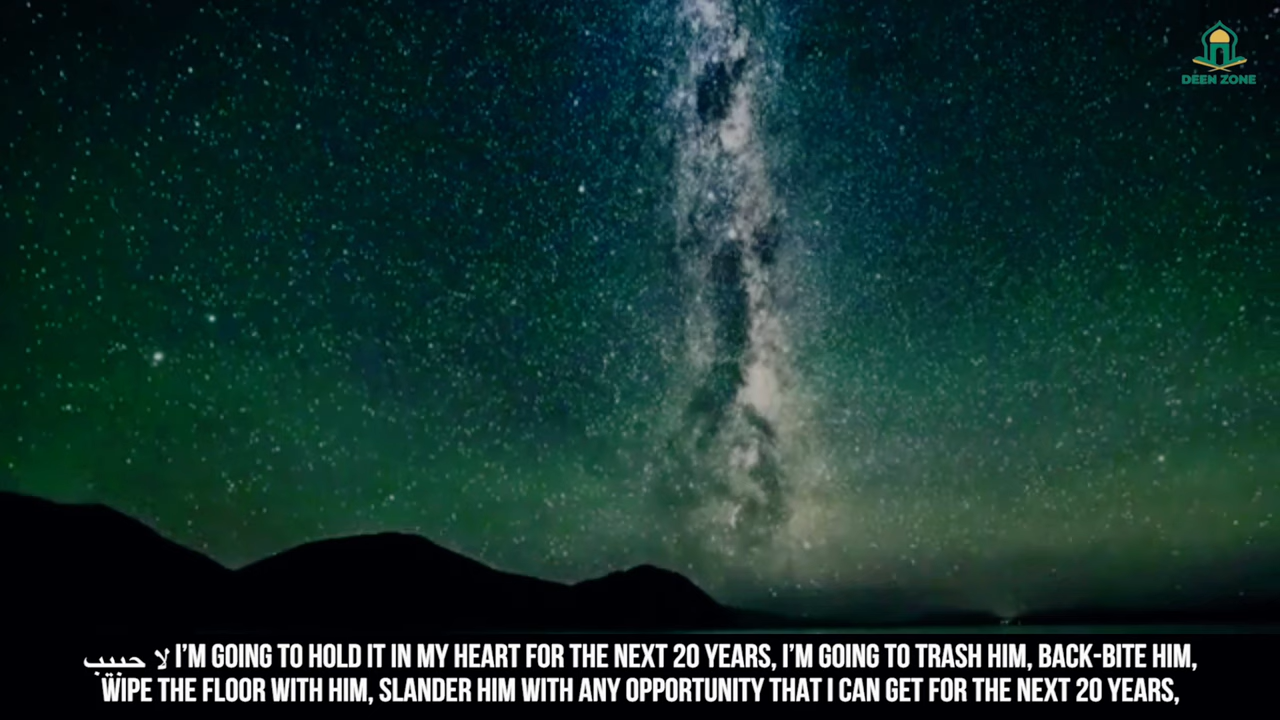 DEEN ZONE
لا حبيب I'M GOING TO HOLD IT IN MY HEART FOR THE NEXT 20 YEARS, I'M GOING TO TRASH HIM, BACK-BITE HIM,
WIPE THE FLOOR WITH HIM, SLANDER HIM WITH ANY OPPORTUNITY THAT I CAN GET FOR THE NEXT 20 YEARS,